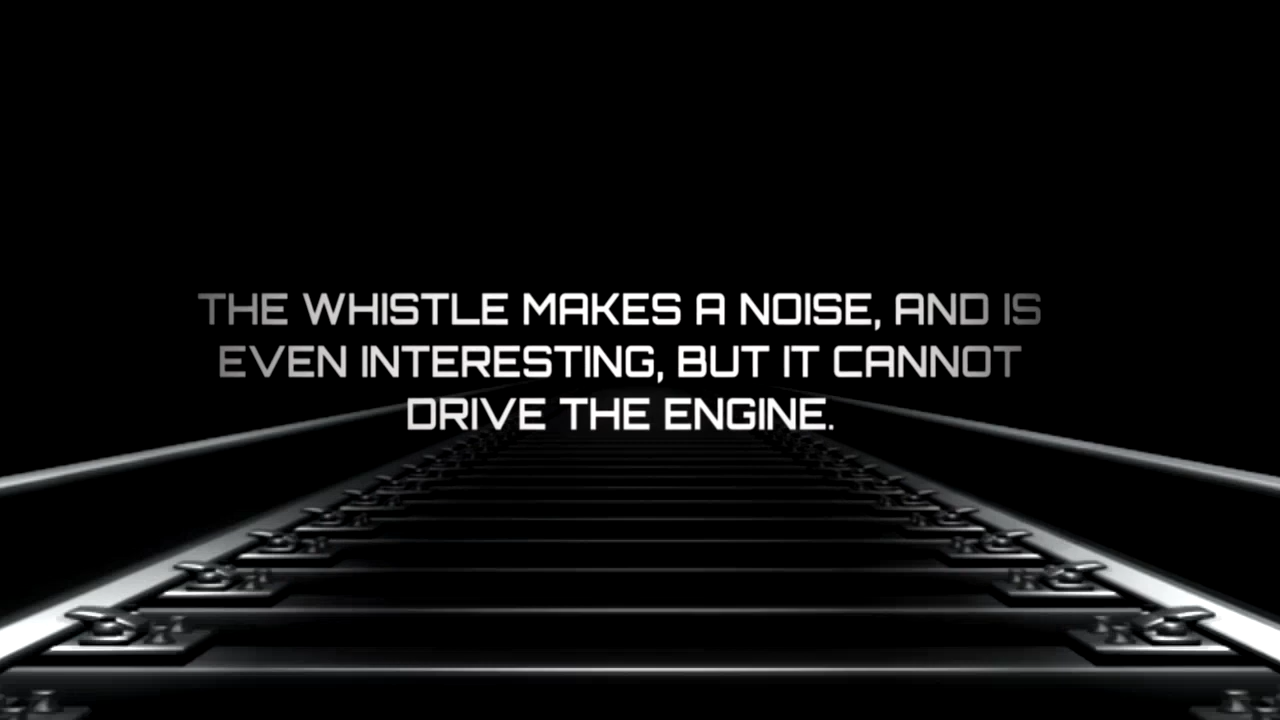 THE WHISTLE MAKES A NOISE, AND IS
EVEN INTERESTING, BUT IT CANNOT
DRIVE THE ENGINE.